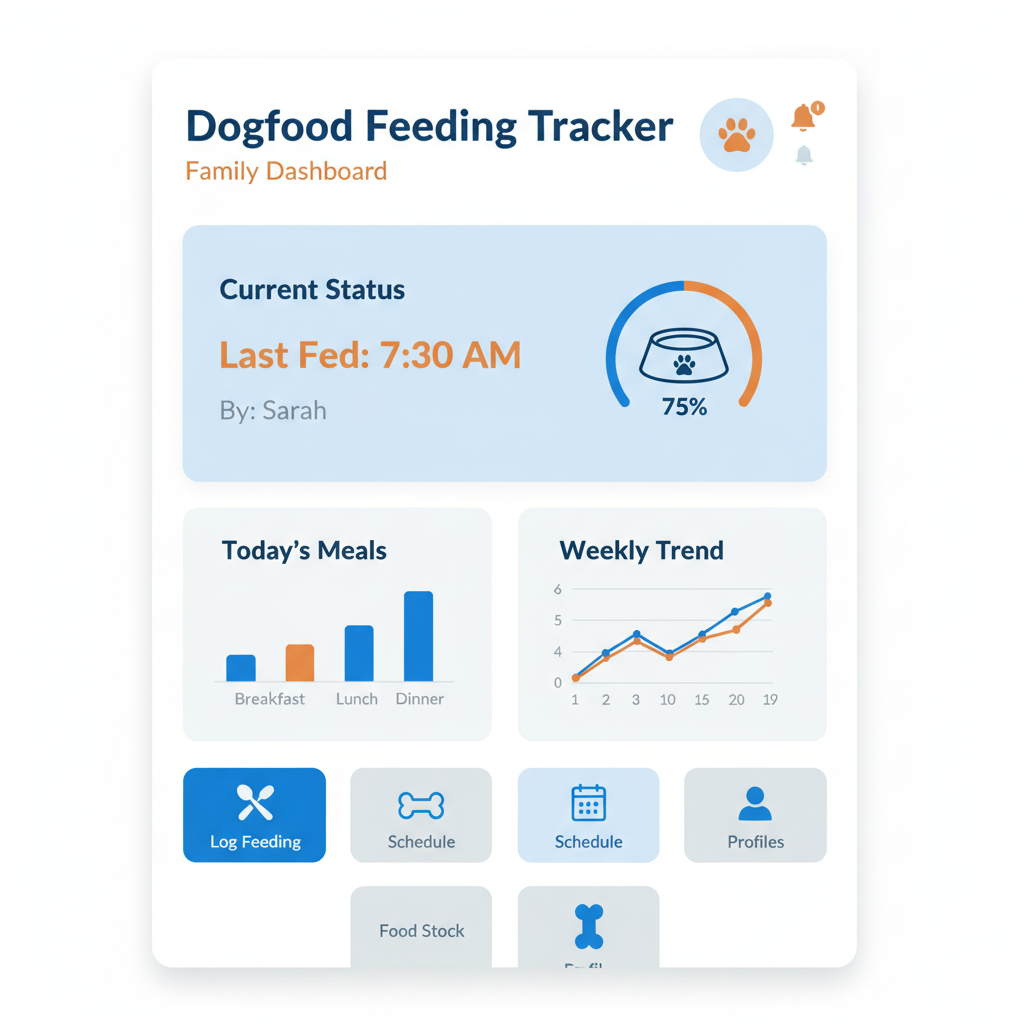 Dogfood Feeding Tracker
Family Dashboard
Current Status
Last Fed: 7:30 AM
By: Sarah
75%
Today's Meals
Breakfast Lunch Dinner
Weekly Trend
6
5
4
0
1 2 3 10 15 20 19
Log Feeding
Schedule
Schedule
Profiles
Food Stock